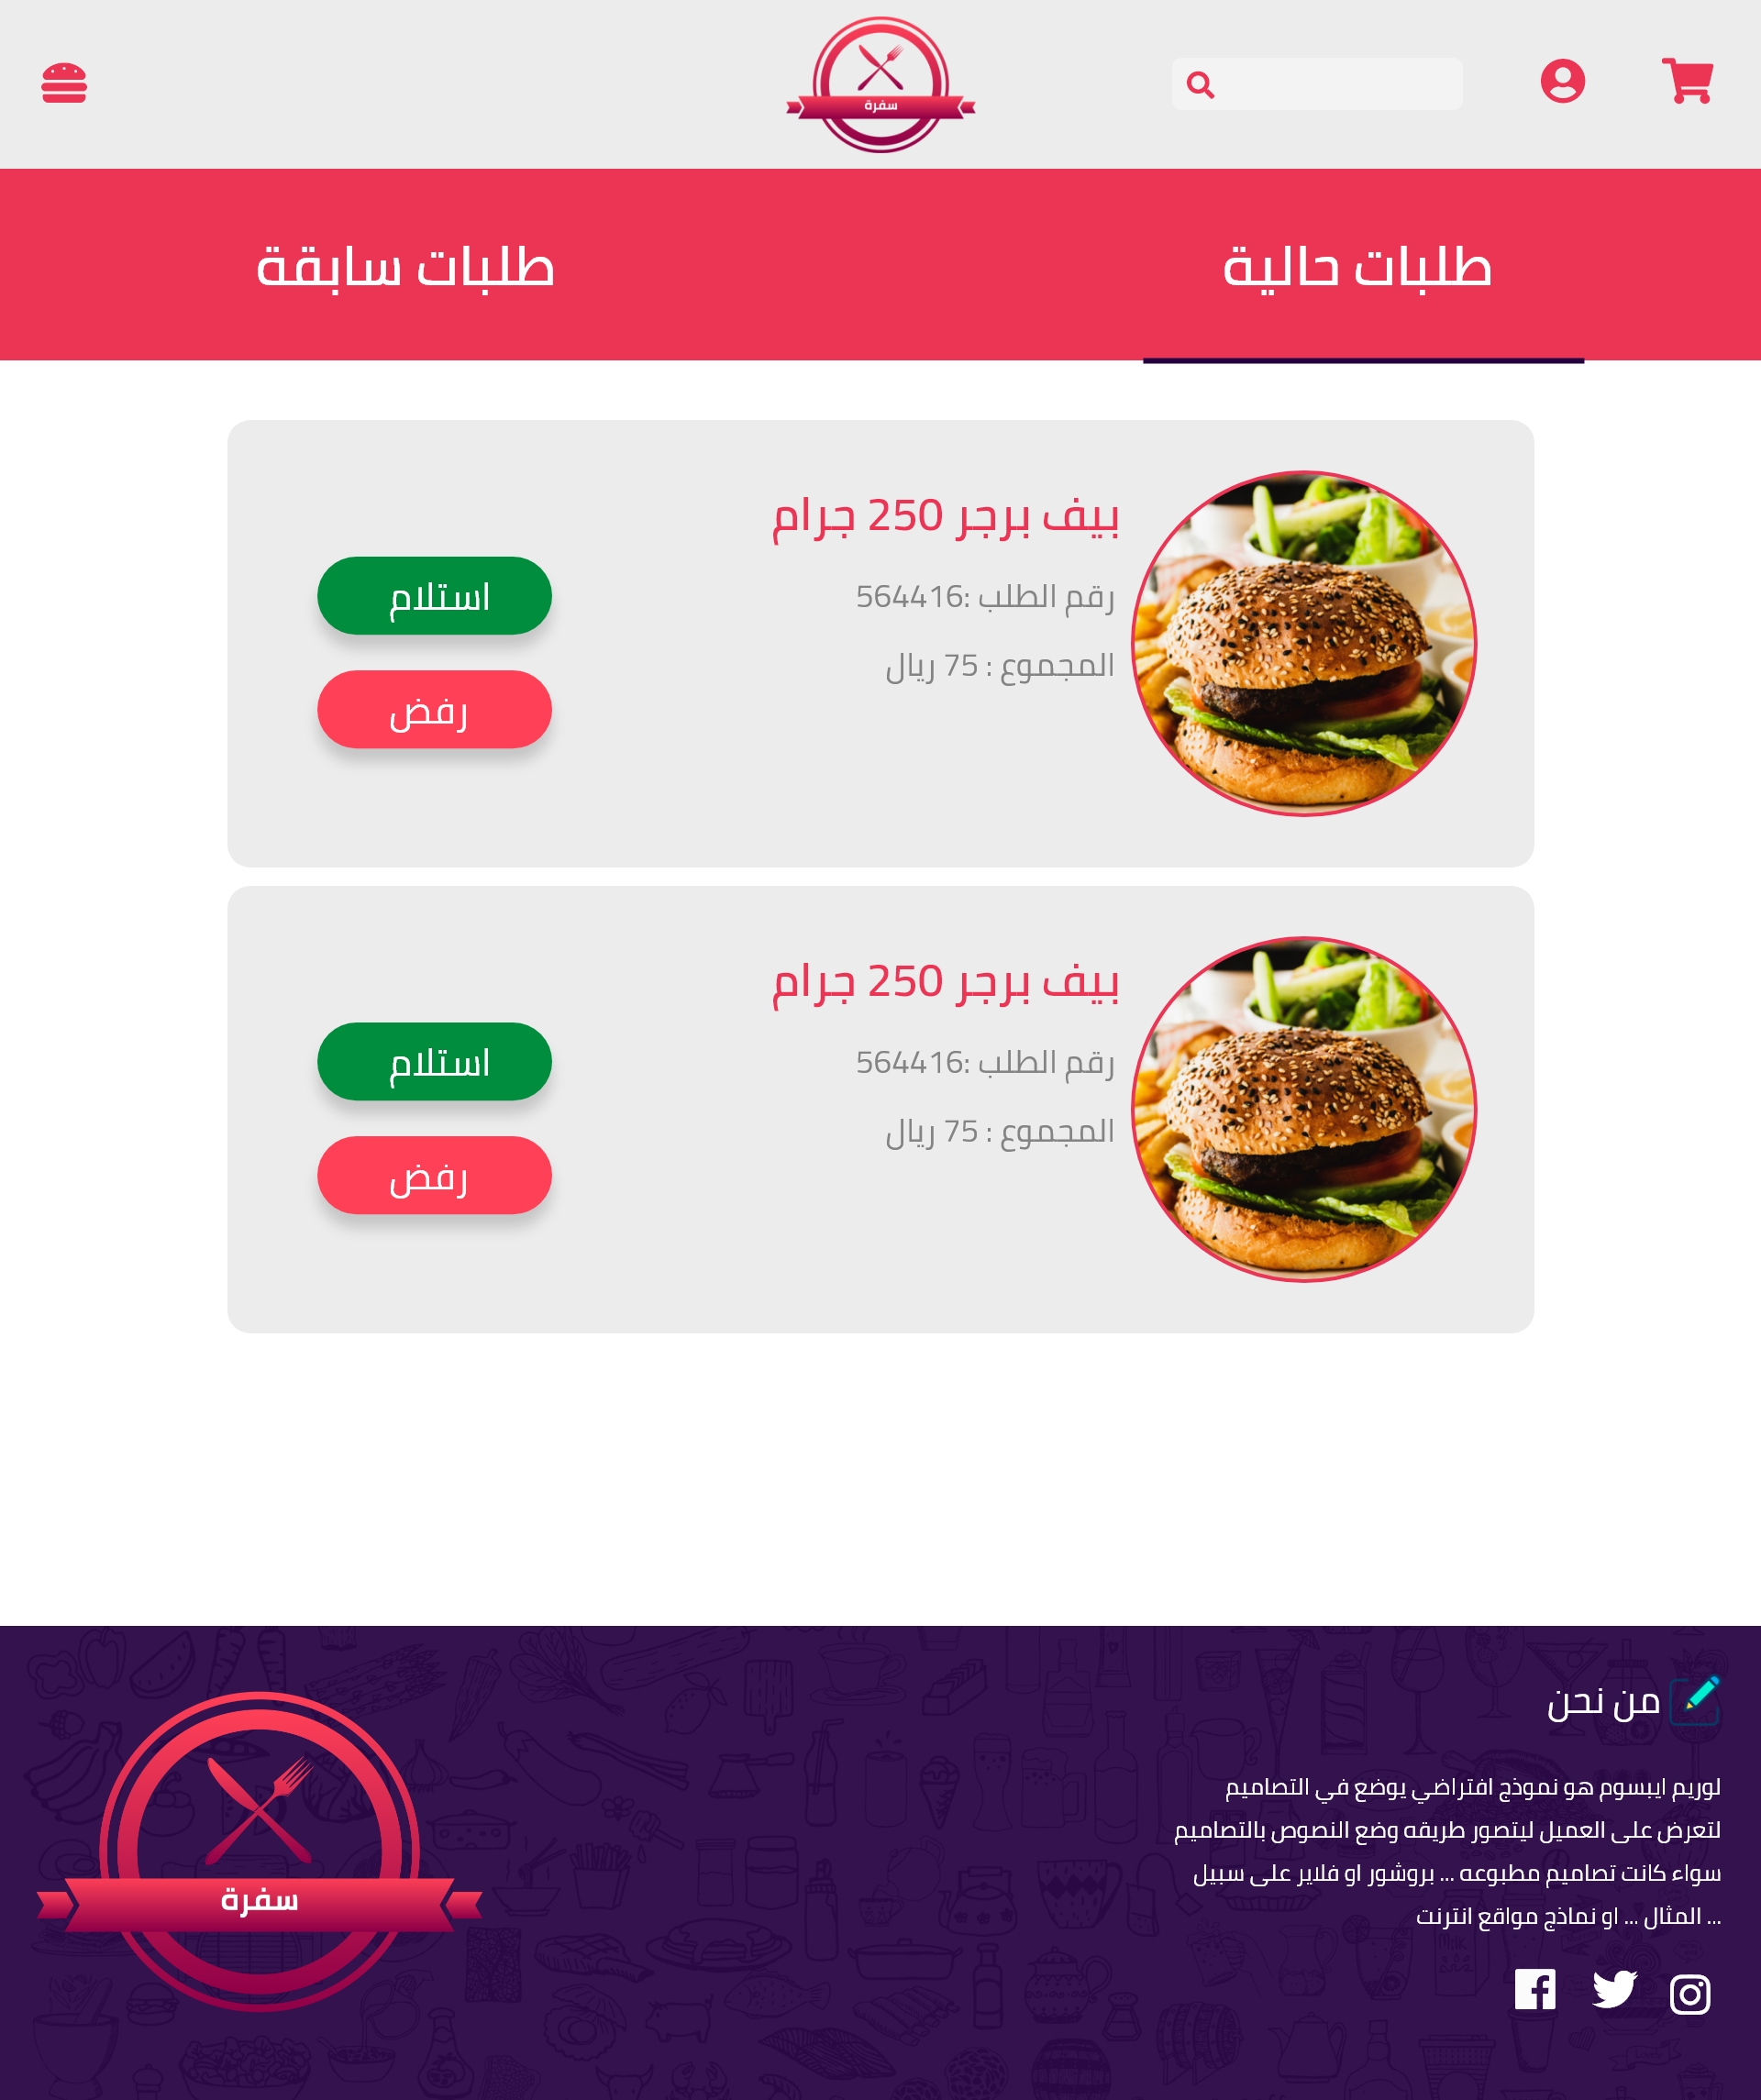 سفرة
طلبات حالية
طلبات سابقة
بيف برجر 250 جرام
رقم الطلب :564416
المجموع : 75 ريال
استلام
رفض
بيف برجر 250 جرام
رقم الطلب :564416
المجموع : 75 ريال
استلام
رفض
من نحن
لوريم ايبسوم هو نموذج افتراضي يوضع في التصاميم
لتعرض على العميل ليتصور طريقه وضع النصوص بالتصاميم
سواء كانت تصاميم مطبوعه ... بروشور او فلاير على سبيل
... المثال ... او نماذج مواقع انترنت
سفرة